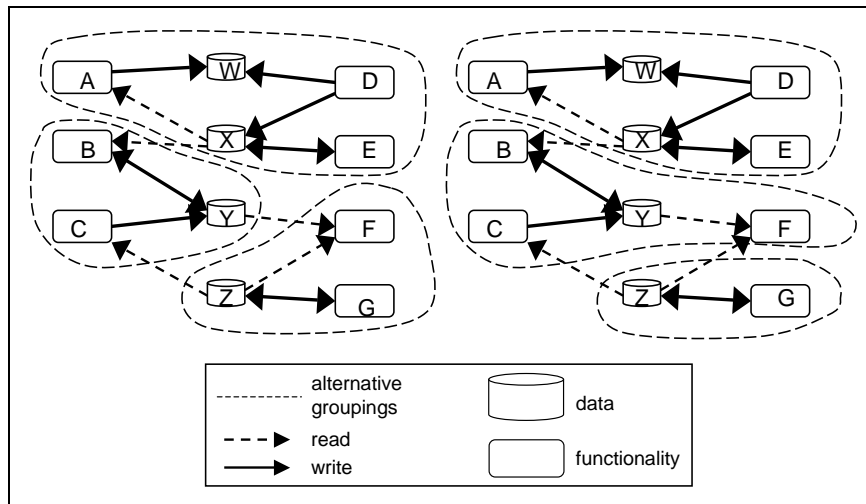 A W D A W D
X X
B E B E
Y Y
C F C F
Z Z
G G
alternative
groupings
data
read
functionality
write